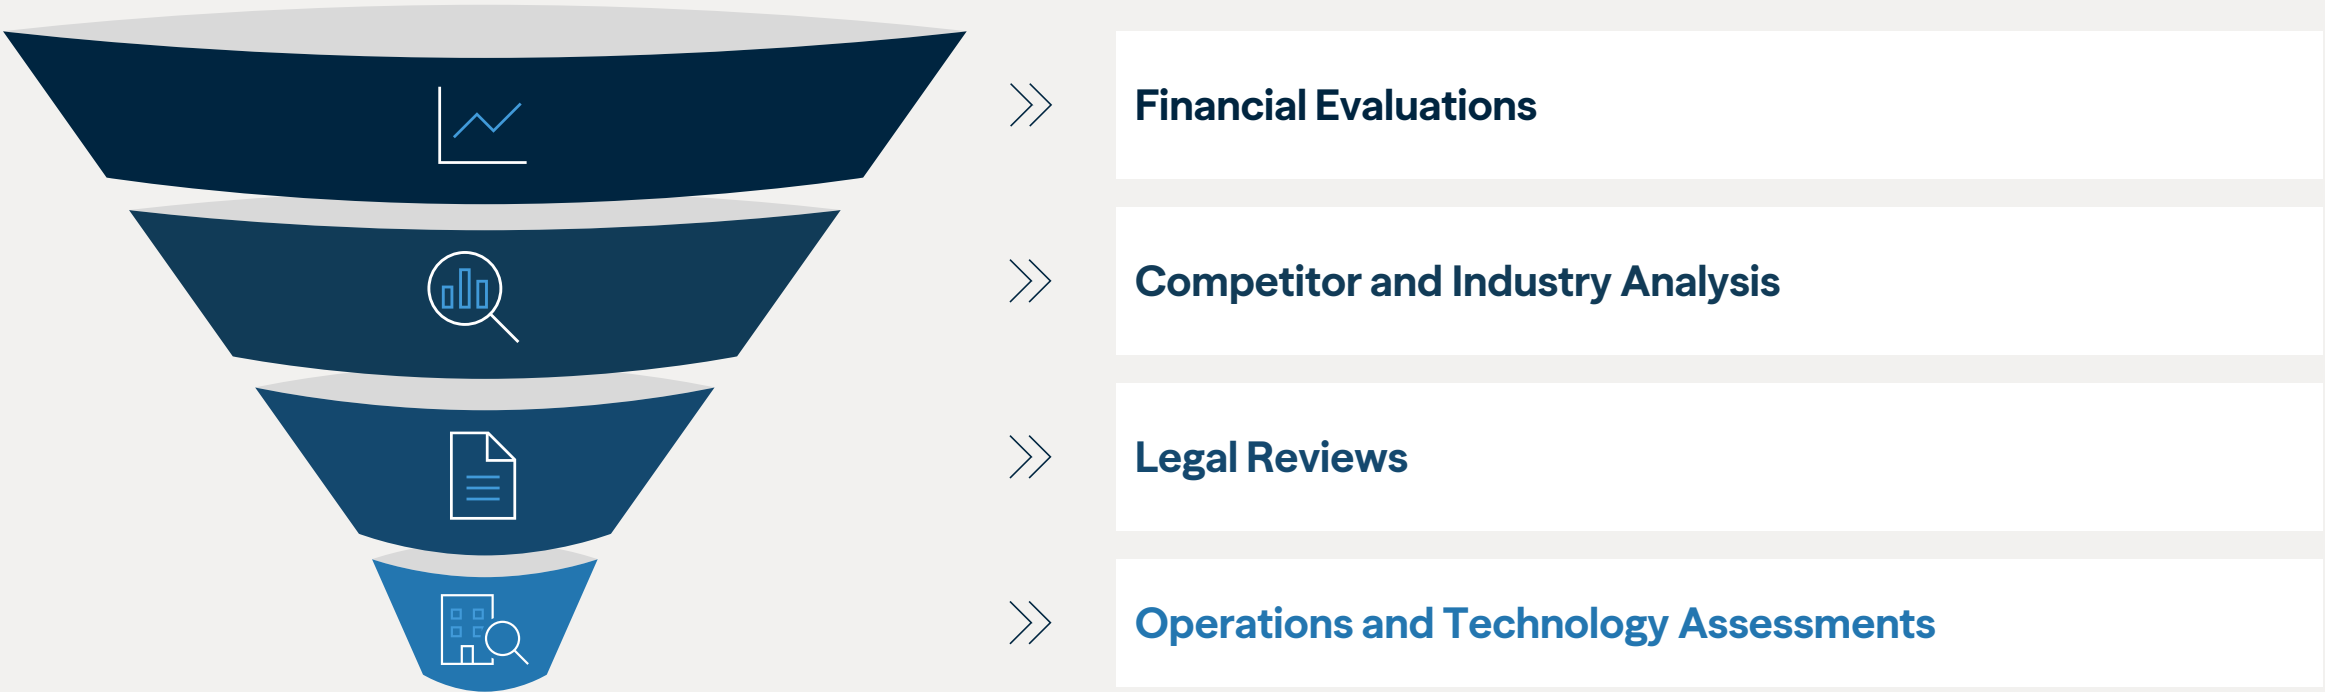 Financial Evaluations
Competitor and Industry Analysis
Legal Reviews
Operations and Technology Assessments